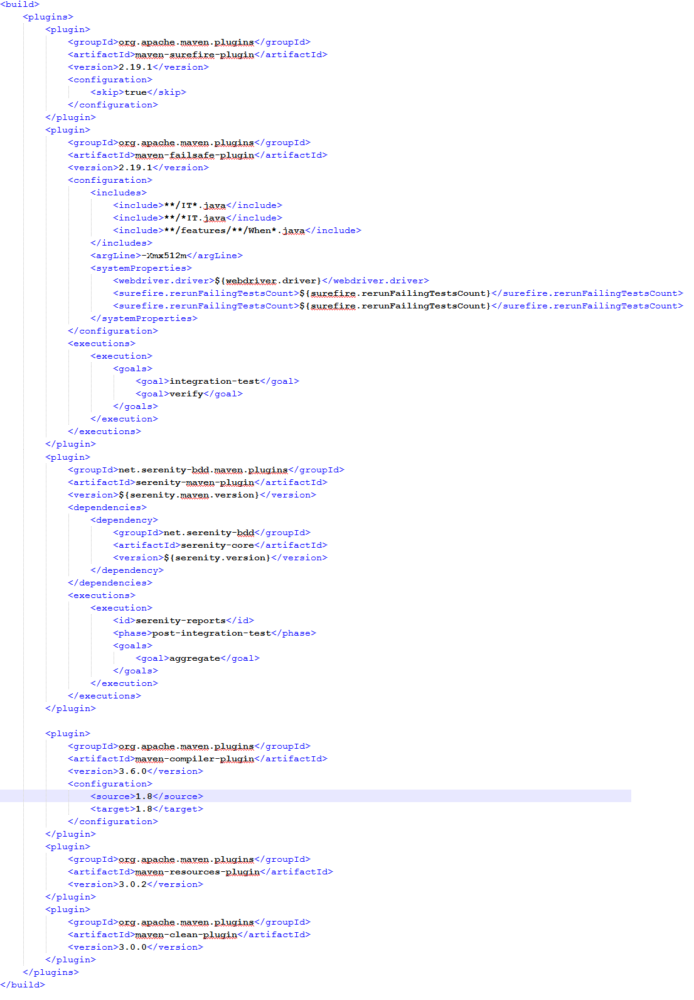 <build>
<plugins>
<plugin>
<groupId>org.apache.maven.plugins</groupId>
<artifactId>maven-surefire-plugin</artifactId>
<version>2.19.1</version>
<configuration>
<skip>true</skip>
</configuration>
</plugin>
<plugin>
<groupId>org.apache.maven.plugins</groupId>
<artifactId>maven-failsafe-plugin</artifactId>
<version>2.19.1</version>
<configuration>
<includes>
<include>**/IT*.java</include>
<include>**/*IT.java</include>
<include>**/features/**/When*.java</include>
</includes>
<argLine>-Xmx512m</argLine>
<systemProperties>
<webdriver.driver>${webdriver.driver}</webdriver.driver>
<surefire.rerunFailingTestsCount>${surefire.rerunFailingTestsCount}</surefire.rerunFailingTestsCount>
<surefire.rerunFailingTestsCount>${surefire.rerunFailingTestsCount}</surefire.rerunFailingTestsCount>
</systemProperties>
</configuration>
<executions>
<execution>
<goals>
<goal>integration-test</goal>
<goal>verify</goal>
</goals>
</execution>
</executions>
</plugin>
<plugin>
<groupId>net.serenity-bdd.maven.plugins</groupId>
<artifactId>serenity-maven-plugin</artifactId>
<version>${serenity.maven.version}</version>
<dependencies>
<dependency>
<groupId>net.serenity-bdd</groupId>
<artifactId>serenity-core</artifactId>
<version>${serenity.version}</version>
</dependency>
</dependencies>
<executions>
<execution>
<id>serenity-reports</id>
<phase>post-integration-test</phase>
<goals>
<goal>aggregate</goal>
</goals>
</execution>
</executions>
</plugin>
<plugin>
<groupId>org.apache.maven.plugins</groupId>
<artifactId>maven-compiler-plugin</artifactId>
<version>3.6.0</version>
<configuration>
<source>1.8</source>
<target>1.8</target>
</configuration>
</plugin>
<plugin>
<groupId>org.apache.maven.plugins</groupId>
<artifactId>maven-resources-plugin</artifactId>
<version>3.0.2</version>
</plugin>
<plugin>
<groupId>org.apache.maven.plugins</groupId>
<artifactId>maven-clean-plugin</artifactId>
<version>3.0.0</version>
</plugin>
</plugins>
</build>